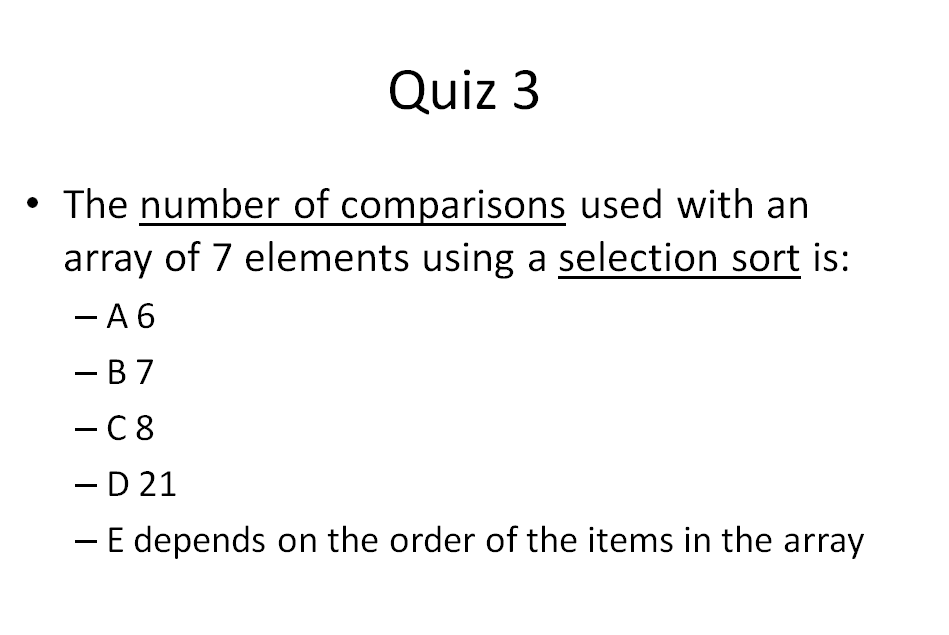 Quiz 3
• The number of comparisons used with an
array of 7 elements using a selection sort is:
– A 6
– B 7
– C 8
– D 21
– E depends on the order of the items in the array